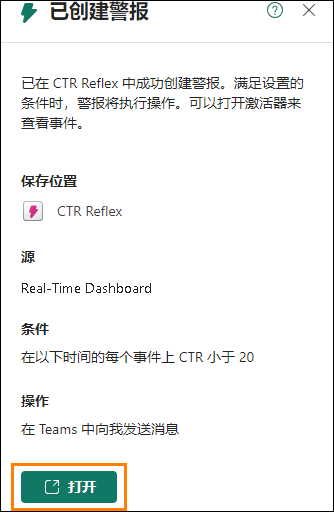 已创建警报
已在 CTR Reflex 中成功创建警报。满足设置的
条件时，警报将执行操作。可以打开激活器来
查看事件。
保存位置
CTR Reflex
源
Real-Time Dashboard
条件
在以下时间的每个事件上 CTR 小于 20
操作
在 Teams 中向我发送消息
打开